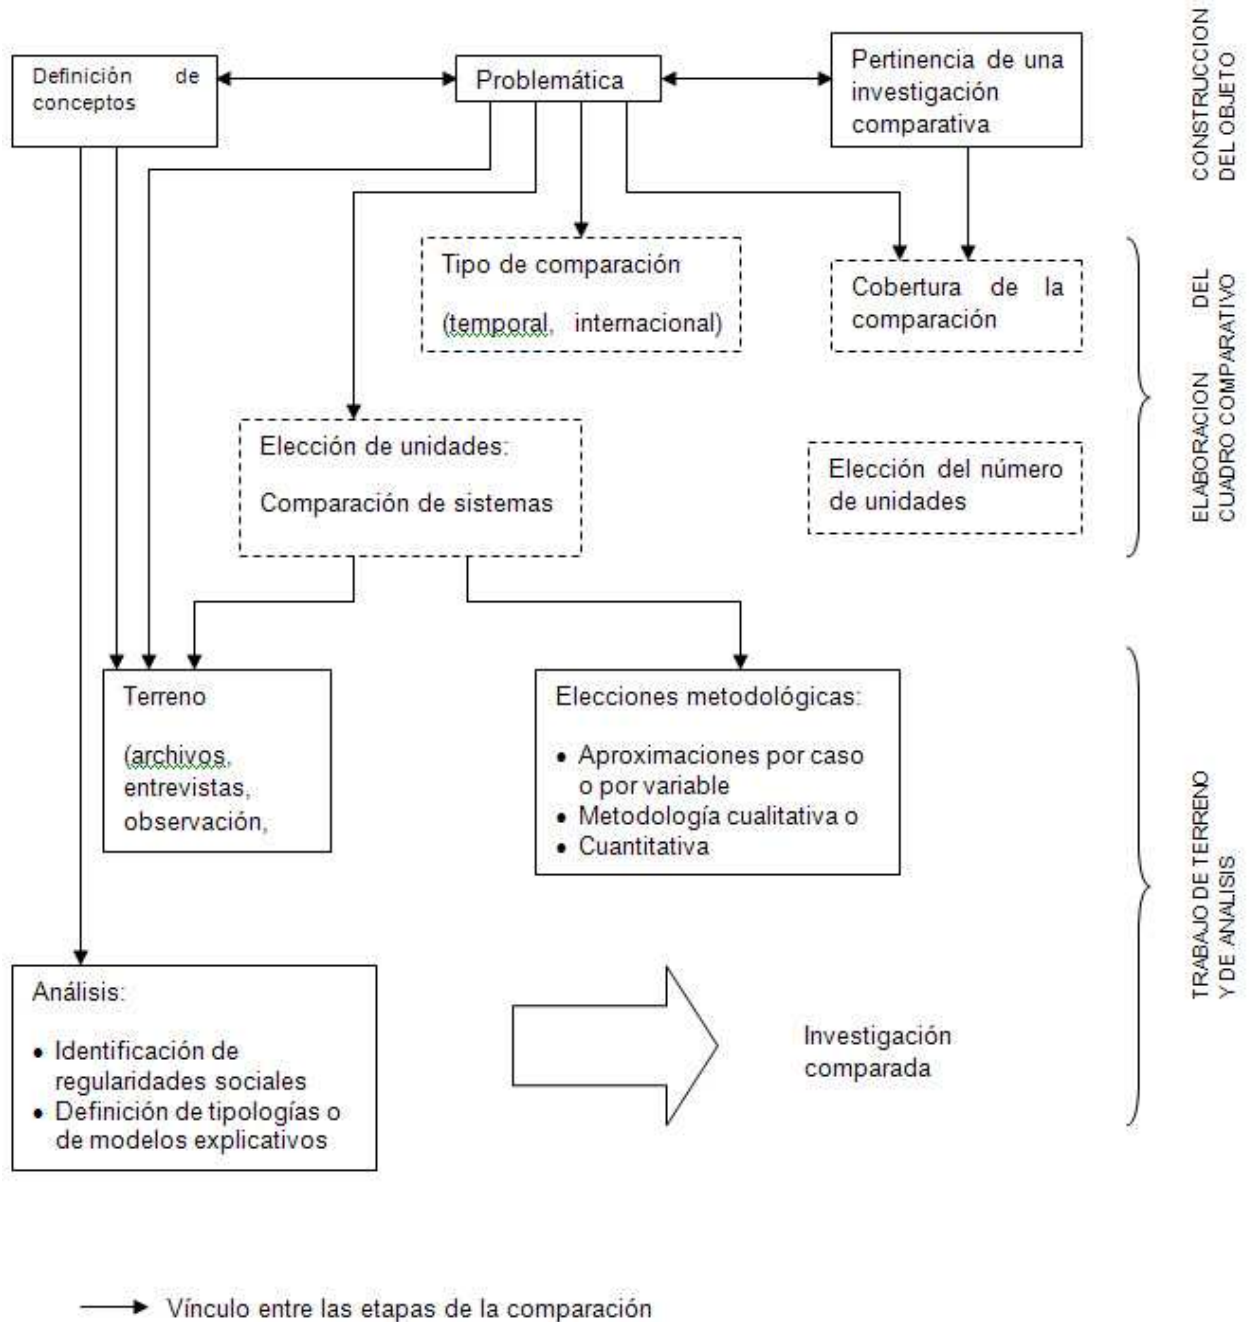 Definición de
conceptos
Problemática
Pertinencia de una
investigación
comparativa
CONSTRUCCION
DEL OBJETO
Tipo de comparación
(temporal, internacional)
Cobertura de la
comparación
Elección de unidades:
Comparación de sistemas
Elección del número
de unidades
ELABORACION DEL
CUADRO COMPARATIVO
Terreno
(archivos,
entrevistas,
observación,
Elecciones metodológicas:
• Aproximaciones por caso
o por variable
• Metodología cualitativa o
• Cuantitativa
TRABAJO DE TERRENO
Y DE ANALISIS
Análisis:
• Identificación de
regularidades sociales
• Definición de tipologías o
de modelos explicativos
Investigación
comparada
Vínculo entre las etapas de la comparación